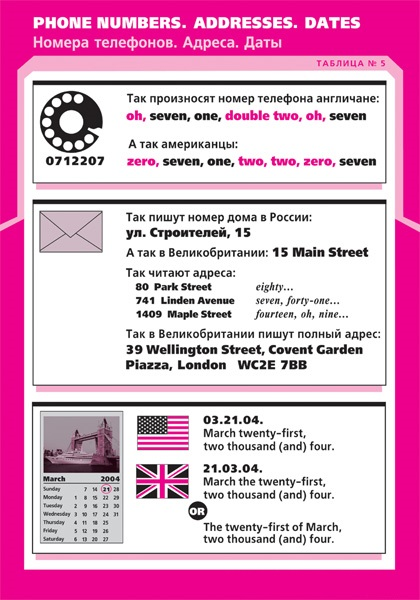 PHONE NUMBERS. ADDRESSES. DATES
Номера телефонов. Адреса. Даты
ТАБЛИЦА № 5
Так произносят номер телефона англичане:
oh, seven, one, double two, oh, seven
А так американцы:
zero, seven, one, two, two, zero, seven
0712207
Так пишут номер дома в России:
ул. Строителей, 15
А так в Великобритании: 15 Main Street
Так читают адреса:
80 Park Street eighty...
741 Linden Avenue seven, forty-one...
1409 Maple Street fourteen, oh, nine...
Так в Великобритании пишут полный адрес:
39 Wellington Street, Covent Garden
Piazza, London WC2E 7BB
March 2004
Sunday 7 14 21 28
Monday 1 8 15 22 29
Tuesday 2 9 16 23 30
Wednesday 3 10 17 24 31
Thursday 4 11 18 25
Friday 5 12 19 26
Saturday 6 13 20 27
03.21.04.
March twenty-first,
two thousand (and) four.
21.03.04.
March the twenty-first,
two thousand (and) four.
OR
The twenty-first of March,
two thousand (and) four.